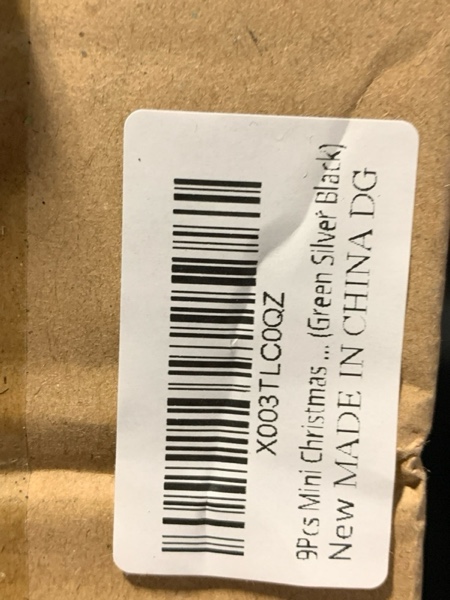 X003TLC0QZ
9Pcs Mini Christmas ... (Green Silver Black)
New MADE IN CHINA DG